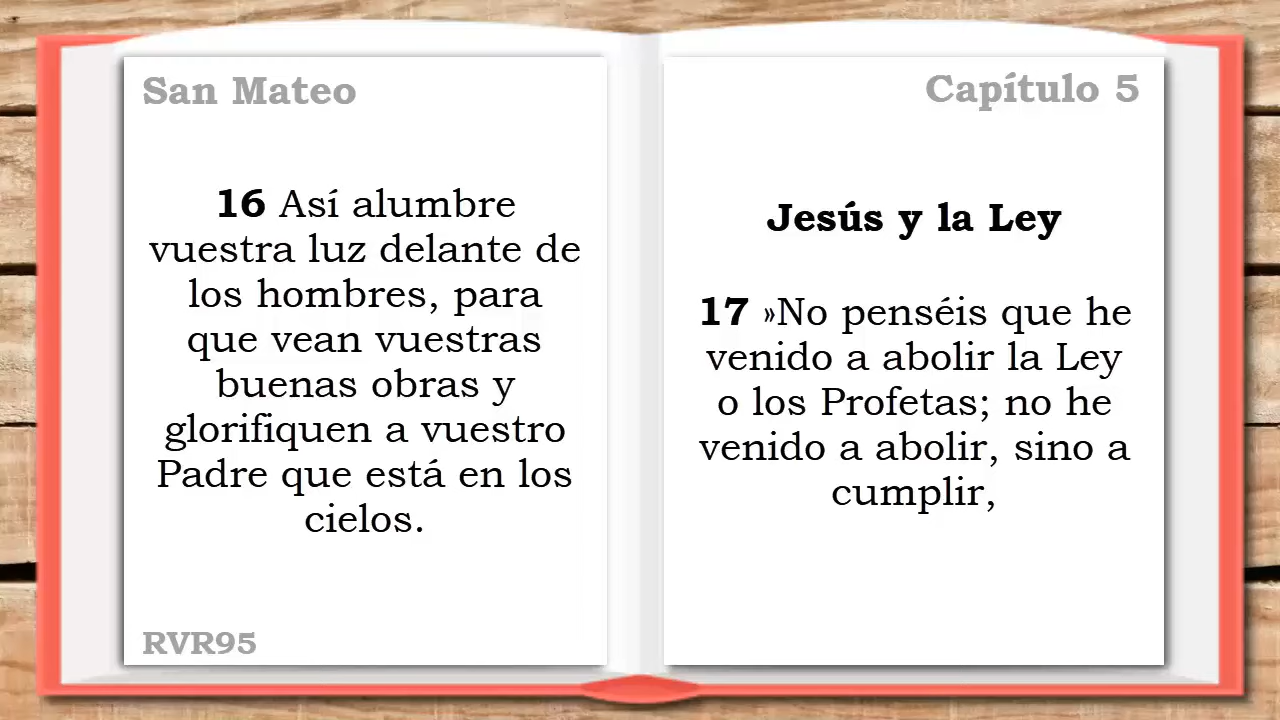 San Mateo
16 Así alumbre
vuestra luz delante de
los hombres, para
que vean vuestras
buenas obras y
glorifiquen a vuestro
Padre que está en los
cielos.
RVR95
Capítulo 5
Jesús y la Ley
17 »No penséis que he
venido a abolir la Ley
o los Profetas; no he
venido a abolir, sino a
cumplir,